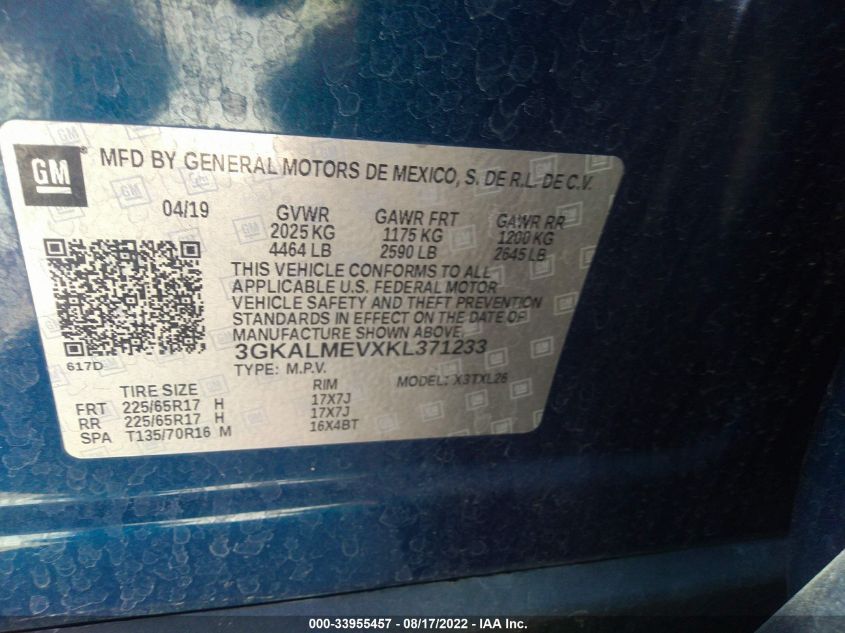 GM
MFD BY GENERAL MOTORS DE MEXICO, S. DE R.L. DE C.V.
04/19 GVWR GAWR FRT GAWR RR
2025 KG 1175 KG 1200 KG
4464 LB 2590 LB 2645 LB
THIS VEHICLE CONFORMS TO ALL
APPLICABLE U.S. FEDERAL MOTOR
VEHICLE SAFETY AND THEFT PREVENTION
STANDARDS IN EFFECT ON THE DATE OF
MANUFACTURE SHOWN ABOVE.
617D 3GKALMEVXKL371233
TYPE: M.P.V. MODEL: X3TXL26
TIRE SIZE RIM
FRT 225/65R17 H 17X7J
RR 225/65R17 H 17X7J
SPA T135/70R16 M 16X4BT
000-33955457 - 08/17/2022 - IAA Inc.